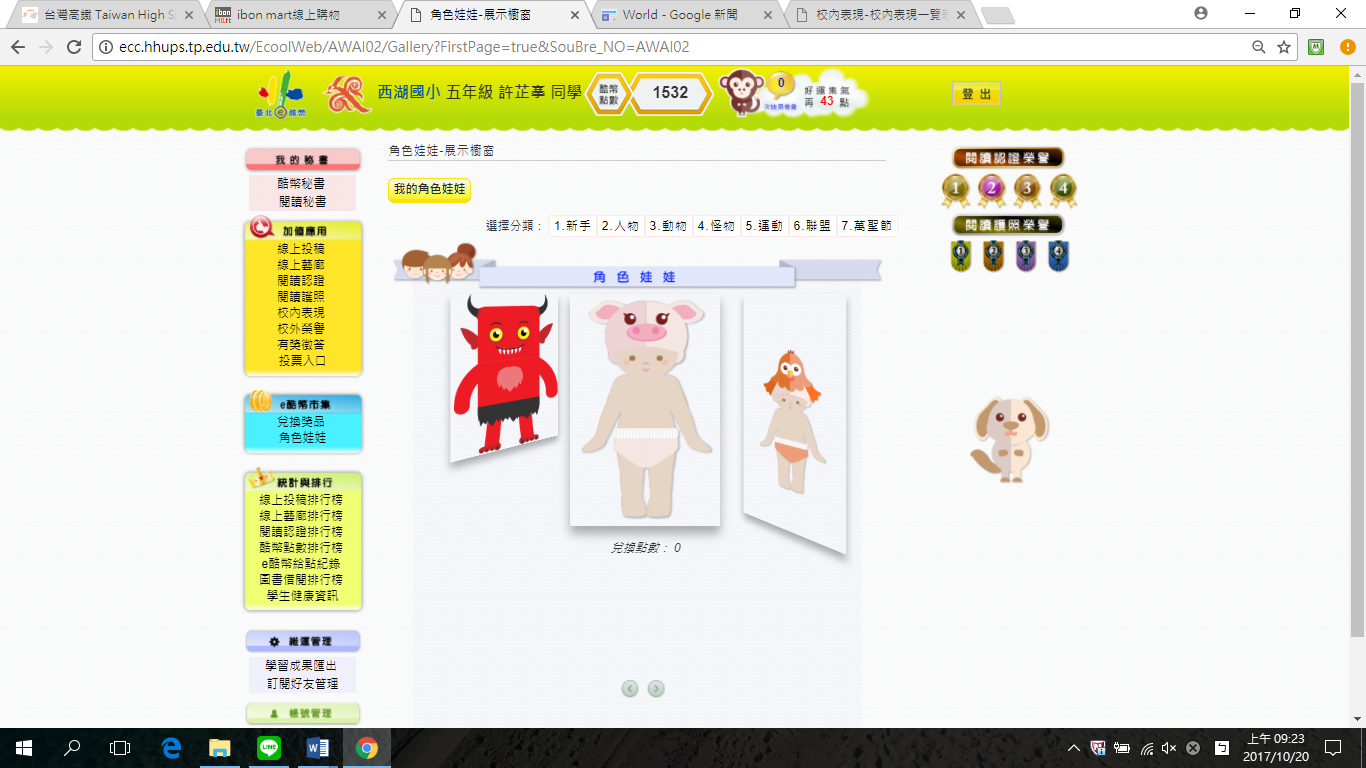 台灣高鐵 Taiwan High S
ibon mart線上購物
角色娃娃-展示櫥窗
World - Google 新聞
校內表現-校內表現一覽表
ecc.hhups.tp.edu.tw/EcoolWeb/AWAI02/Gallery?FirstPage=true&SouBre_NO=AWAI02
臺北e酷幣
西湖國小 五年級 許芷搴 同學
酷幣點數
1532
0
好運集氣
再 43 點
登 出
我的秘書
酷幣秘書
閱讀秘書
加值應用
線上投稿
線上藝廊
閱讀認證
閱讀護照
校內表現
校外榮譽
有獎徵答
投票入口
e酷幣市集
兌換獎品
角色娃娃
統計與排行
線上投稿排行榜
線上藝廊排行榜
閱讀認證排行榜
酷幣點數排行榜
e酷幣給點紀錄
圖書借閱排行榜
學生健康資訊
維運管理
學習成果匯出
訂閱好友管理
帳號管理
角色娃娃-展示櫥窗
我的角色娃娃
選擇分類： 1.新手 2.人物 3.動物 4.怪物 5.運動 6.聯盟 7.萬聖節
角 色 娃 娃
兌換點數： 0
閱讀認證榮譽
1 2 3 4
閱讀護照榮譽
1 2 3 4
上午 09:23
2017/10/20